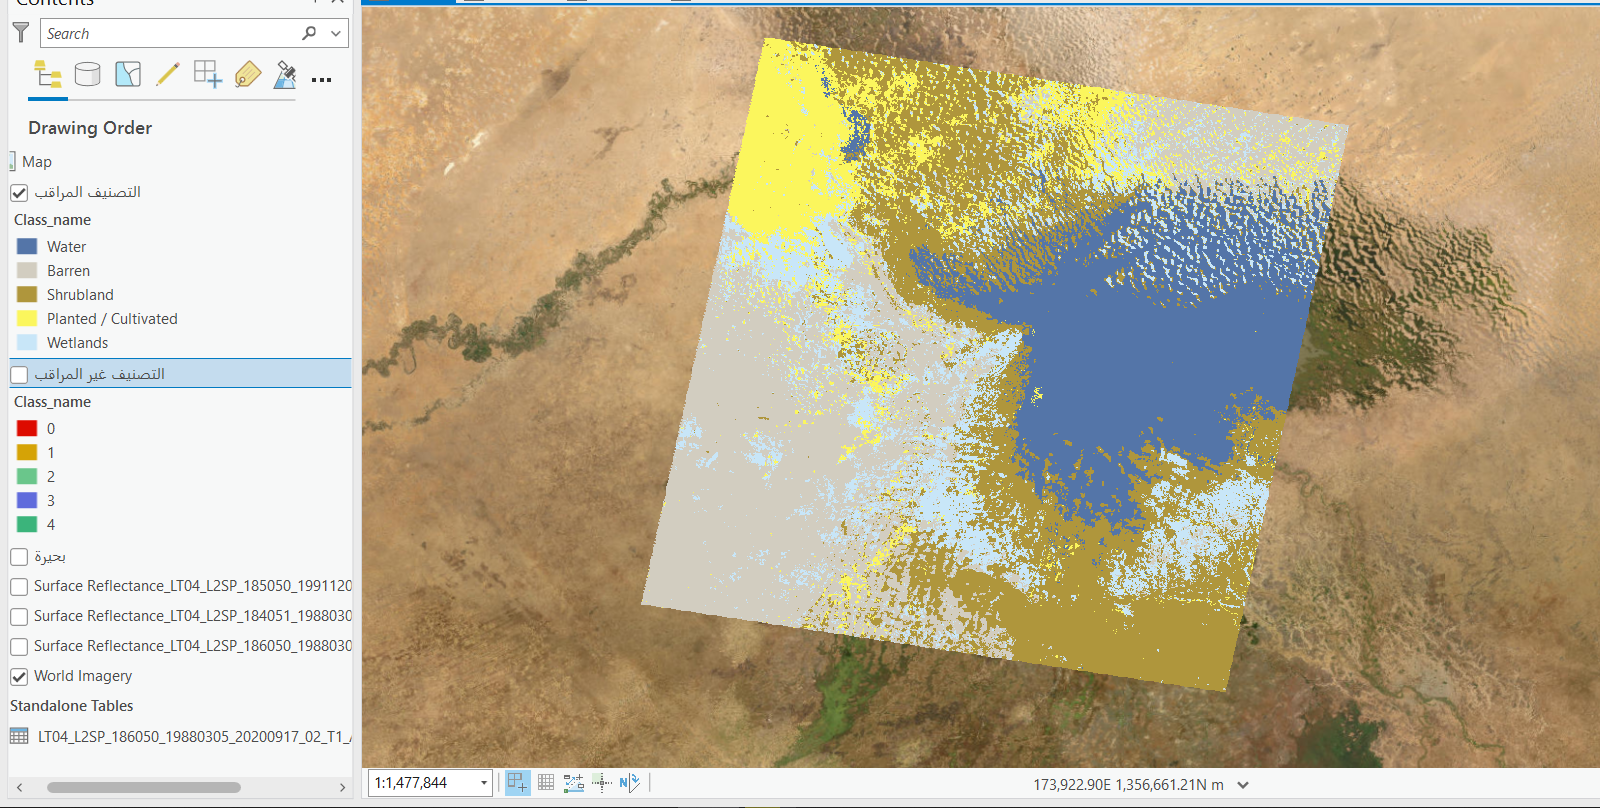 Contents
Search
Drawing Order
Map
التصنيف المراقب
Class_name
Water
Barren
Shrubland
Planted / Cultivated
Wetlands
التصنيف غير المراقب
Class_name
0
1
2
3
4
بحيرة
Surface Reflectance_LT04_L2SP_185050_1991120
Surface Reflectance_LT04_L2SP_184051_1988030
Surface Reflectance_LT04_L2SP_186050_1988030
World Imagery
Standalone Tables
LT04_L2SP_186050_19880305_20200917_02_T1_
1:1,477,844
173,922.90E 1,356,661.21N m